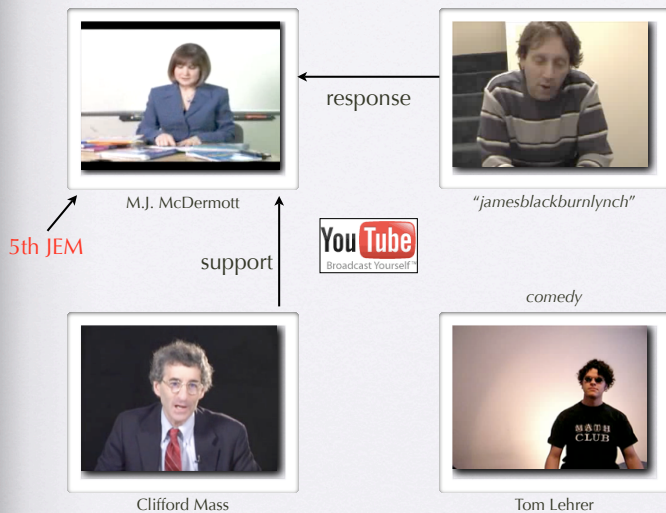 response
M.J. McDermott
"jamesblackburnlynch"
5th JEM
support
You Tube
Broadcast Yourself™
comedy
MATH
CLUB
Clifford Mass
Tom Lehrer